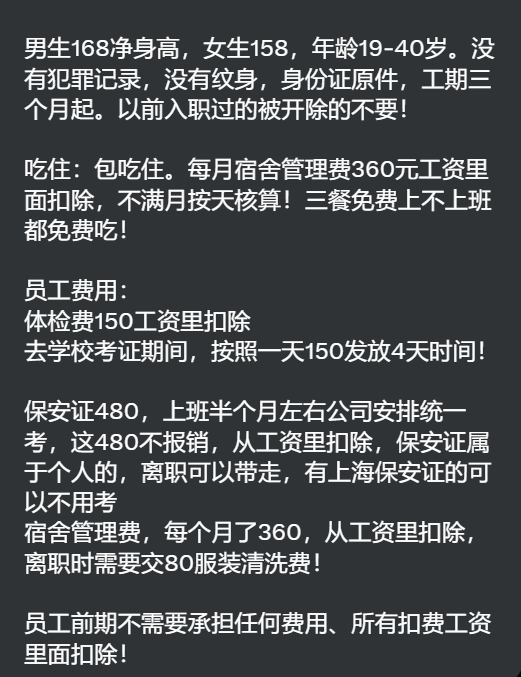 男生168净身高，女生158，年龄19-40岁。没
有犯罪记录，没有纹身，身份证原件，工期三
个月起。以前入职过的被开除的不要！
吃住：包吃住。每月宿舍管理费360元工资里
面扣除，不满月按天核算！三餐免费上不上班
都免费吃！
员工费用：
体检费150工资里扣除
去学校考证期间，按照一天150发放4天时间！
保安证480，上班半个月左右公司安排统一
考，这480不报销，从工资里扣除，保安证属
于个人的，离职可以带走，有上海保安证的可
以不用考
宿舍管理费，每个月了360，从工资里扣除，
离职时需要交80服装清洗费！
员工前期不需要承担任何费用、所有扣费工资
里面扣除！